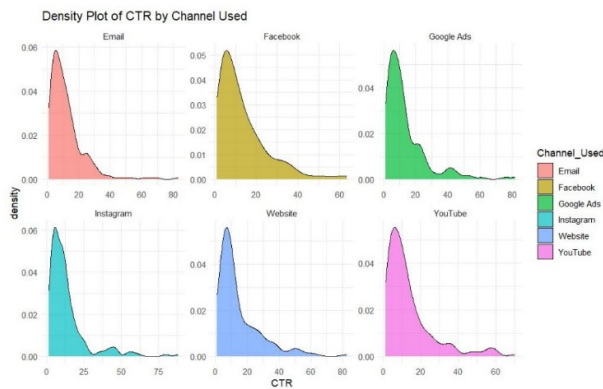 Density Plot of CTR by Channel Used
Email
Facebook
Google Ads
0.06
0.04
0.02
0.00
0 20 40 60 80
0.05
0.04
0.03
0.02
0.01
0.00
0 20 40 60
0.04
0.02
0.00
0 20 40 60 80
density
Instagram
Website
YouTube
0.06
0.04
0.02
0.00
0 25 50 75
0.04
0.02
0.00
0 20 40 60 80
0.04
0.02
0.00
0 20 40 60
CTR
Channel_Used
Email
Facebook
Google Ads
Instagram
Website
YouTube